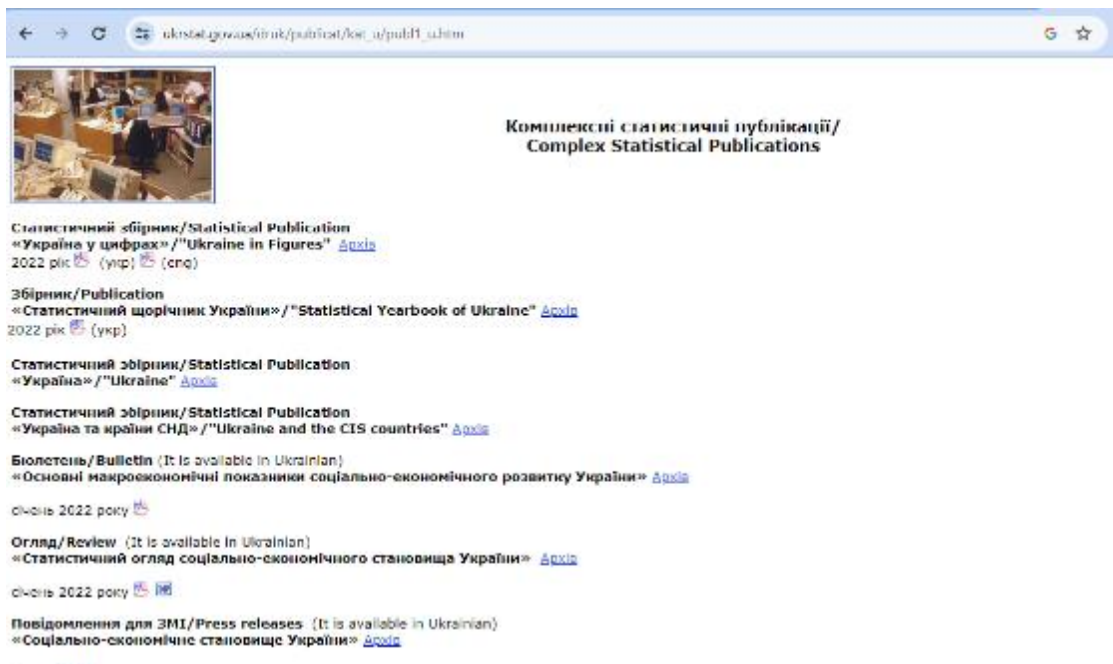 ukrstat.gov.ua/druk/publicat/kat_u/publ1_u.htm
Комплексні статистичні публікації/
Complex Statistical Publications
Статистичний збірник/Statistical Publication
«Україна у цифрах»/"Ukraine in Figures" Архів
2022 рік (укр) (eng)
Збірник/Publication
«Статистичний щорічник України»/"Statistical Yearbook of Ukraine" Архів
2022 рік (укр)
Статистичний збірник/Statistical Publication
«Україна»/"Ukraine" Архів
Статистичний збірник/Statistical Publication
«Україна та країни СНД»/"Ukraine and the CIS countries" Архів
Бюлетень/Bulletin (It is available in Ukrainian)
«Основні макроекономічні показники соціально-економічного розвитку України» Архів
січень 2022 року
Огляд/Review (It is available in Ukrainian)
«Статистичний огляд соціально-економічного становища України» Архів
січень 2022 року
Повідомлення для ЗМІ/Press releases (It is available in Ukrainian)
«Соціально-економічне становище України» Архів